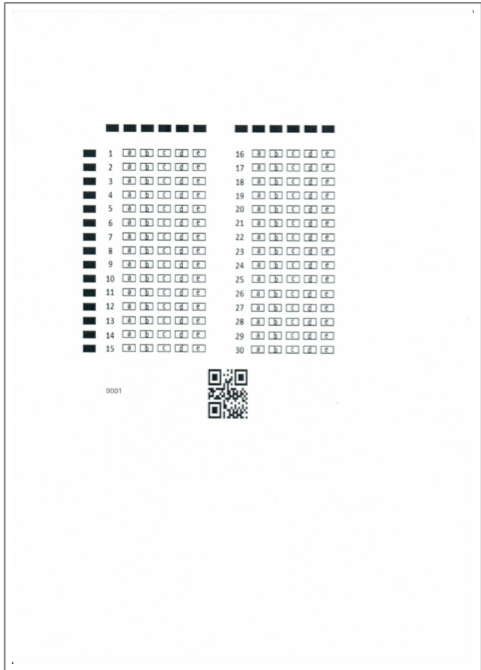 1 a b c d e
2 a b c d e
3 a b c d e
4 a b c d e
5 a b c d e
6 a b c d e
7 a b c d e
8 a b c d e
9 a b c d e
10 a b c d e
11 a b c d e
12 a b c d e
13 a b c d e
14 a b c d e
15 a b c d e
16 a b c d e
17 a b c d e
18 a b c d e
19 a b c d e
20 a b c d e
21 a b c d e
22 a b c d e
23 a b c d e
24 a b c d e
25 a b c d e
26 a b c d e
27 a b c d e
28 a b c d e
29 a b c d e
30 a b c d e
0001